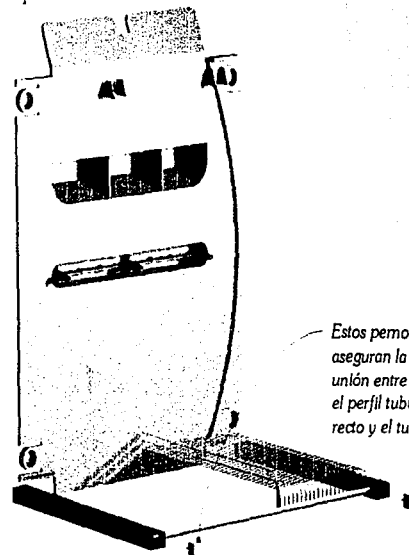 Estos perno
aseguran la
unión entre
el perfil tub
recto y el tu